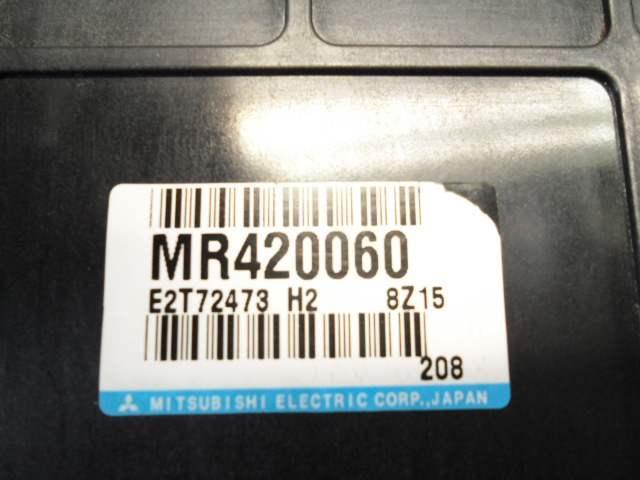 MR420060
E2T72473 H2 8Z15
208
MITSUBISHI ELECTRIC CORP.,JAPAN